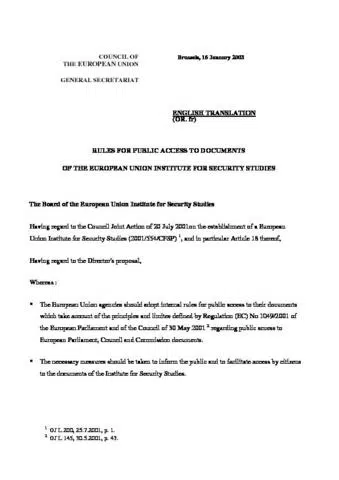 COUNCIL OF
THE EUROPEAN UNION
GENERAL SECRETARIAT
Brussels, 16 January 2003
ENGLISH TRANSLATION
(OR. fr)
RULES FOR PUBLIC ACCESS TO DOCUMENTS
OF THE EUROPEAN UNION INSTITUTE FOR SECURITY STUDIES
The Board of the European Union Institute for Security Studies
Having regard to the Council Joint Action of 20 July 2001on the establishment of a European
Union Institute for Security Studies (2001/554/CFSP) 1, and in particular Article 18 thereof,
Having regard to the Director's proposal,
Whereas :
• The European Union agencies should adopt internal rules for public access to their documents
which take account of the principles and limites defined by Regulation (EC) No 1049/2001 of
the European Parliament and of the Council of 30 May 2001 2 regarding public access to
European Parliament, Council and Commission documents.
• The necessary measures should be taken to inform the public and to facilitate access by citizens
to the documents of the Institute for Security Studies.
1 OJ L 200, 25.7.2001, p. 1.
2 OJ L 145, 30.5.2001, p. 43.